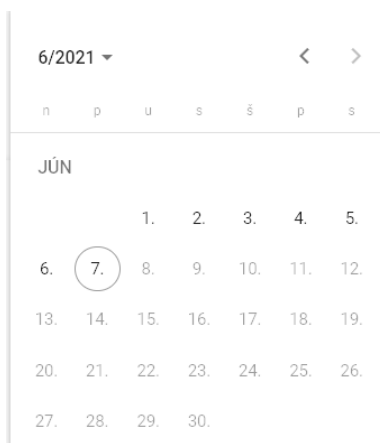 6/2021
n p u s š p s
JÚN
1. 2. 3. 4. 5.
6. 7. 8. 9. 10. 11. 12.
13. 14. 15. 16. 17. 18. 19.
20. 21. 22. 23. 24. 25. 26.
27. 28. 29. 30.